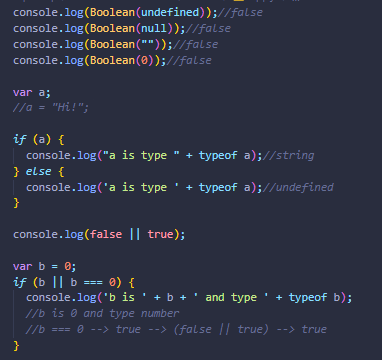 console.log(Boolean(undefined));//false
console.log(Boolean(null));//false
console.log(Boolean(""));//false
console.log(Boolean(0));//false
var a;
//a = "Hi!";
if (a) {
console.log("a is type " + typeof a);//string
} else {
console.log('a is type ' + typeof a);//undefined
}
console.log(false || true);
var b = 0;
if (b || b === 0) {
console.log('b is ' + b + ' and type ' + typeof b);
//b is 0 and type number
//b === 0 --> true --> (false || true) --> true
}